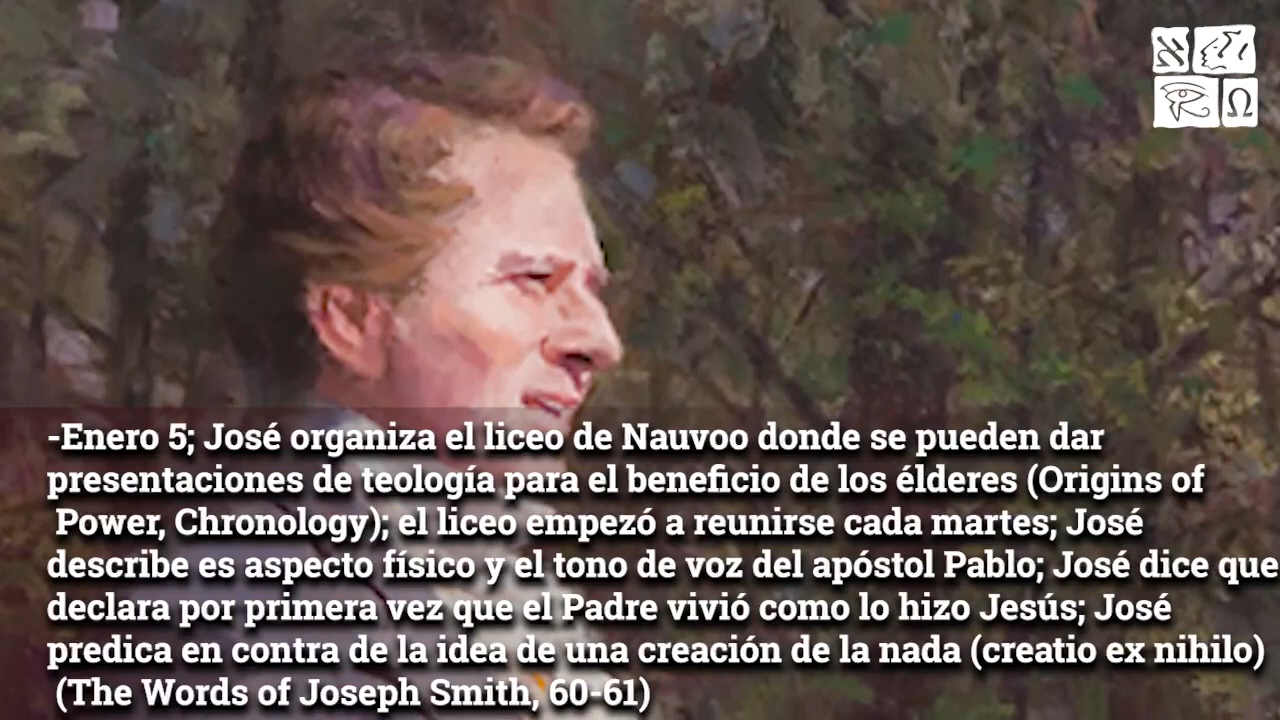 -Enero 5; José organiza el liceo de Nauvoo donde se pueden dar
presentaciones de teología para el beneficio de los élderes (Origins of
Power, Chronology); el liceo empezó a reunirse cada martes; José
describe es aspecto físico y el tono de voz del apóstol Pablo; José dice que
declara por primera vez que el Padre vivió como lo hizo Jesús; José
predica en contra de la idea de una creación de la nada (creatio ex nihilo)
(The Words of Joseph Smith, 60-61)